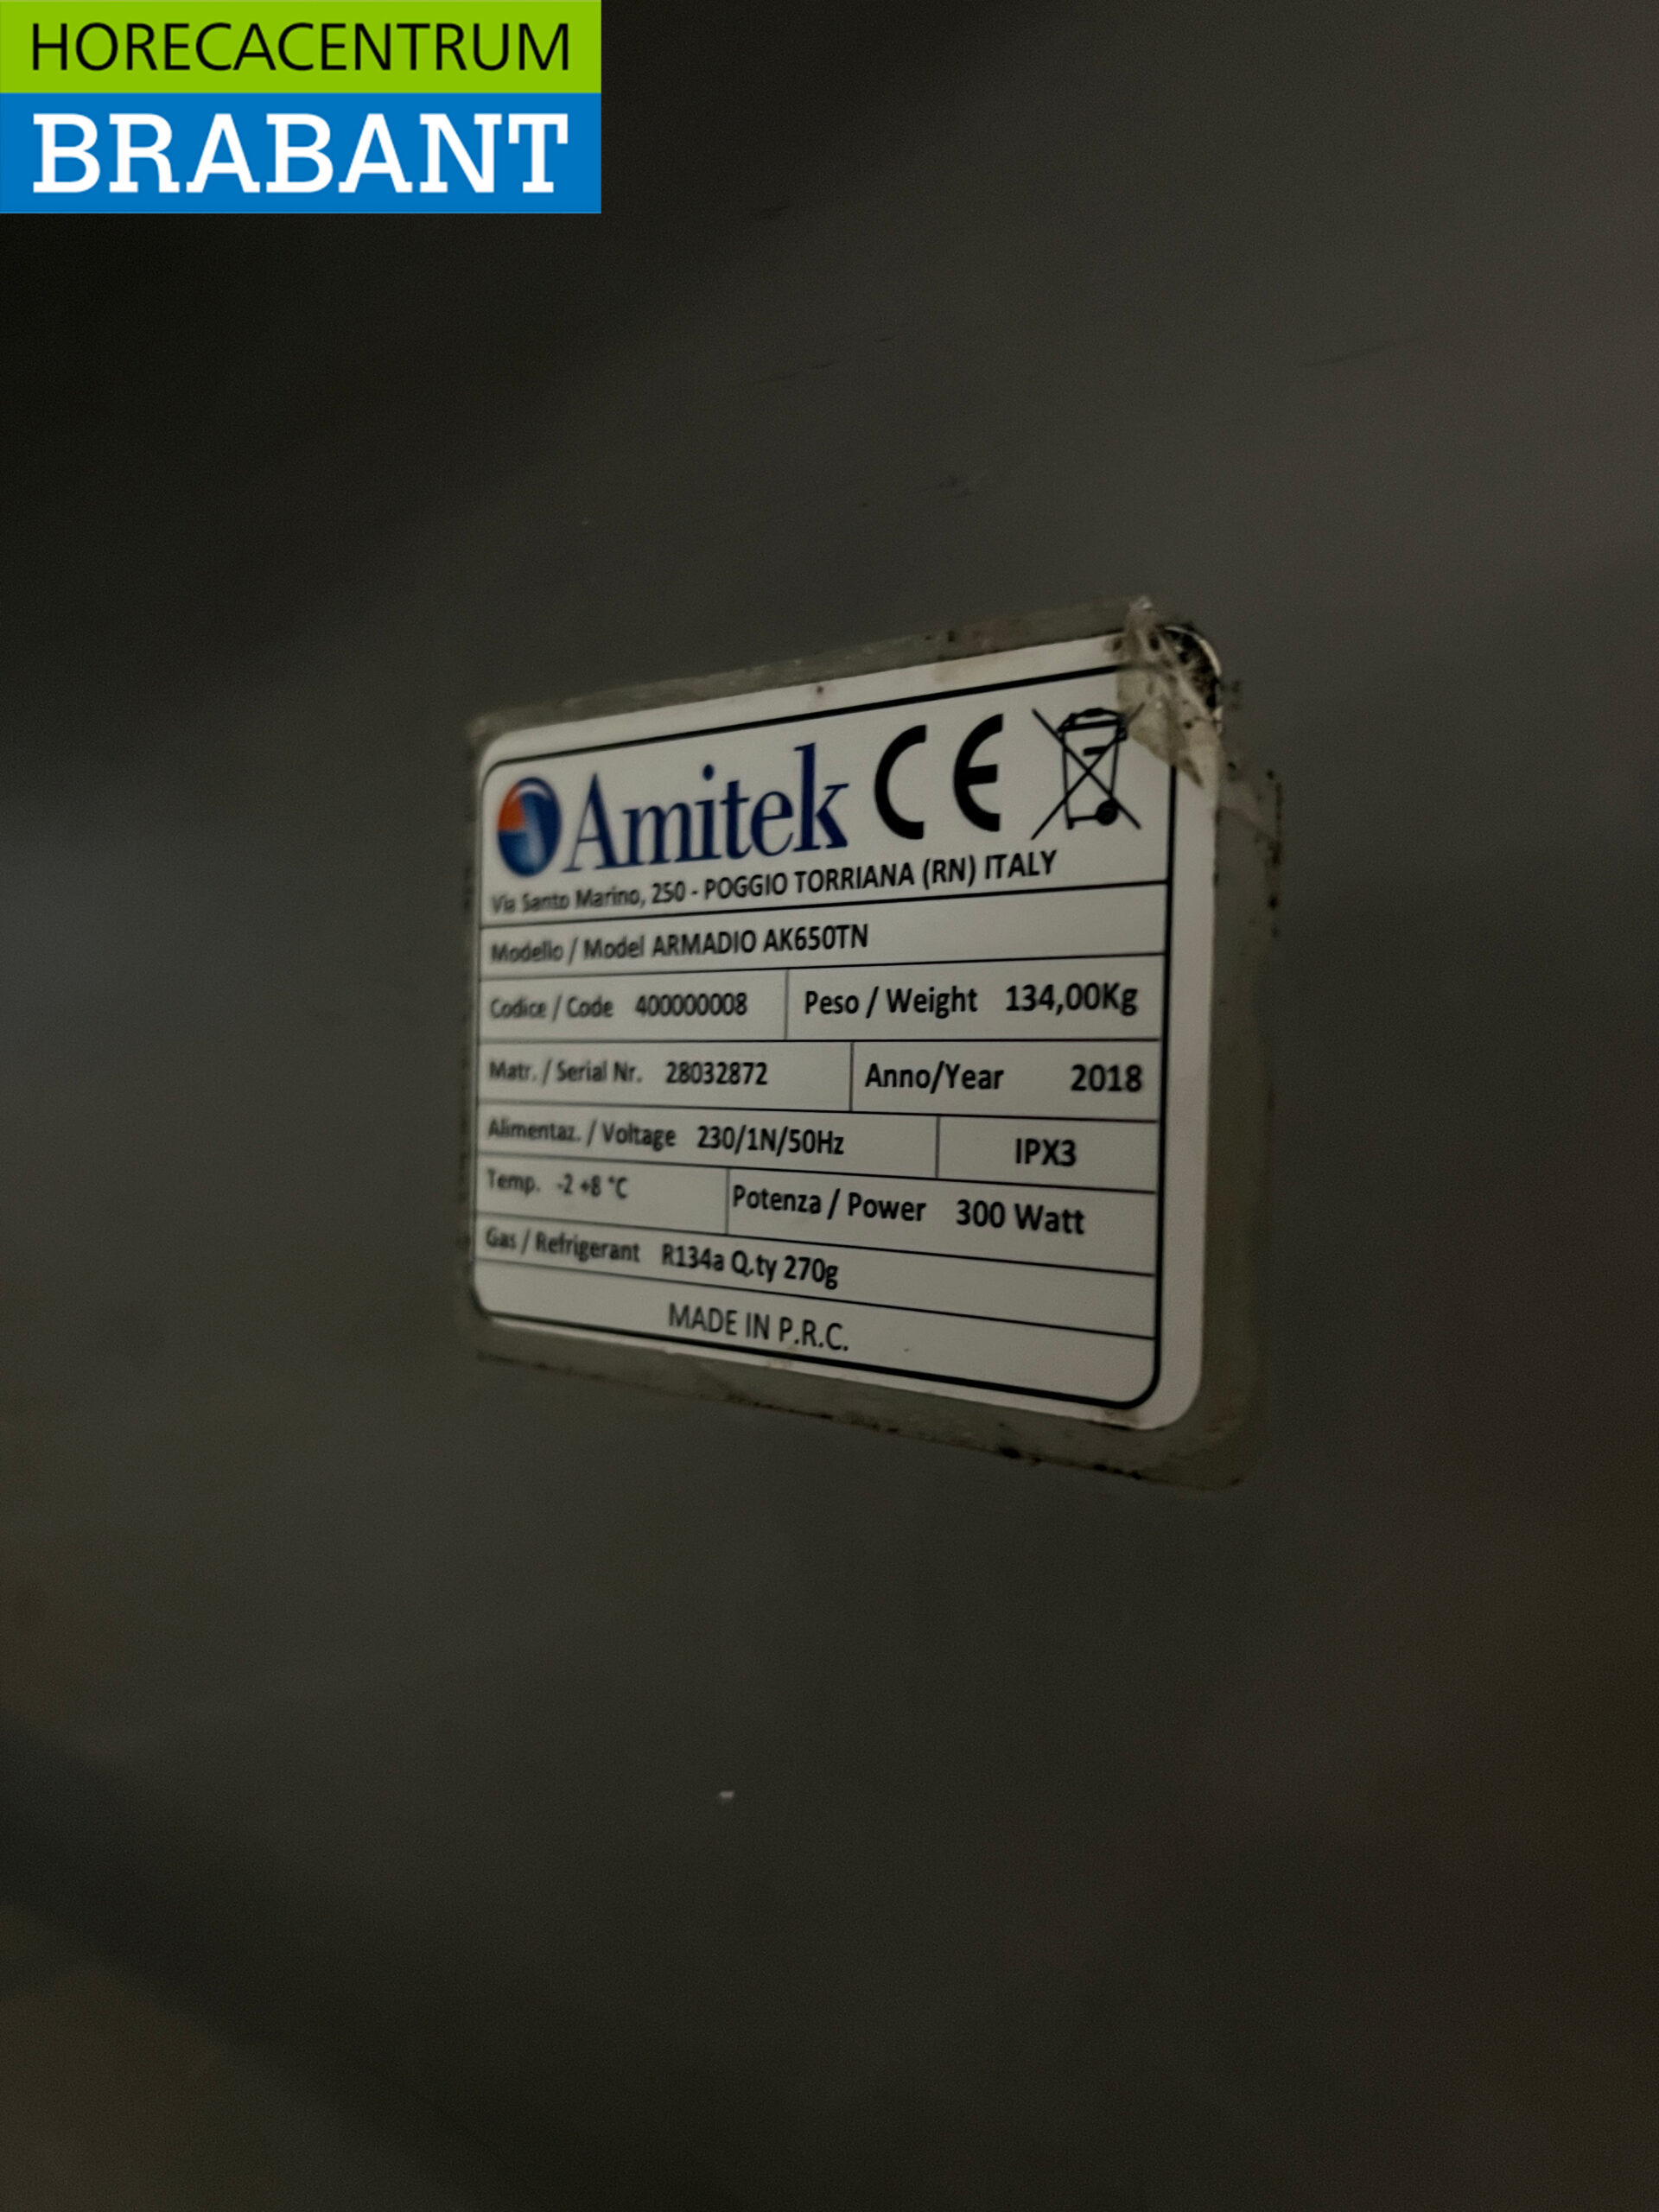 HORECACENTRUM
BRABANT
Amitek CE
Via Santo Marino, 250 - POGGIO TORRIANA (RN) ITALY
Modello / Model ARMADIO AK650TN
Codice / Code 400000008 Peso / Weight 134,00Kg
Matr. / Serial Nr. 28032872 Anno/Year 2018
Alimentaz. / Voltage 230/1N/50Hz IPX3
Temp. -2 +8 °C Potenza / Power 300 Watt
Gas / Refrigerant R134a Q.ty 270g
MADE IN P.R.C.